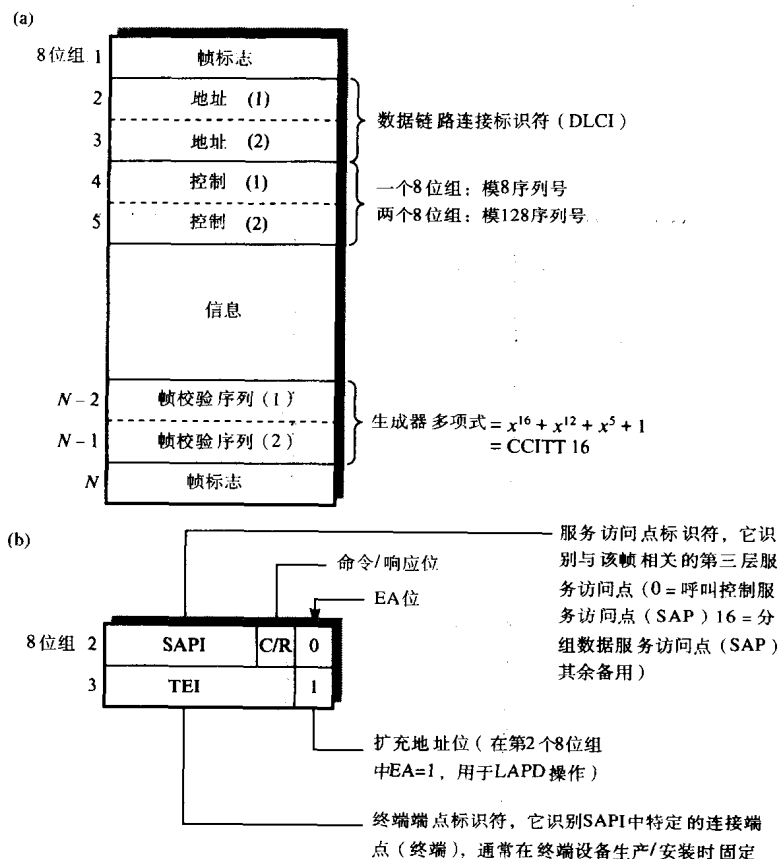 (a)
8位组 1 帧标志
2 地址 (1)
数据链路连接标识符（DLCI）
3 地址 (2)
4 控制 (1)
一个8位组：模8序列号
5 控制 (2)
两个8位组：模128序列号
信息
N－2 帧校验序列（1）
生成器多项式 = x¹⁶ + x¹² + x⁵ + 1
N－1 帧校验序列（2）
= CCITT 16
N 帧标志
(b)
服务访问点标识符，它识
别与该帧相关的第三层服
务访问点（0 = 呼叫控制服
务访问点（SAP）16 = 分
组数据服务访问点（SAP）
其余备用）
命令/响应位
EA位
8位组 2 SAPI C/R 0
3 TEI 1
扩充地址位（在第2个8位组
中EA=1，用于LAPD操作）
终端端点标识符，它识别SAPI中特定的连接端
点（终端），通常在终端设备生产/安装时固定